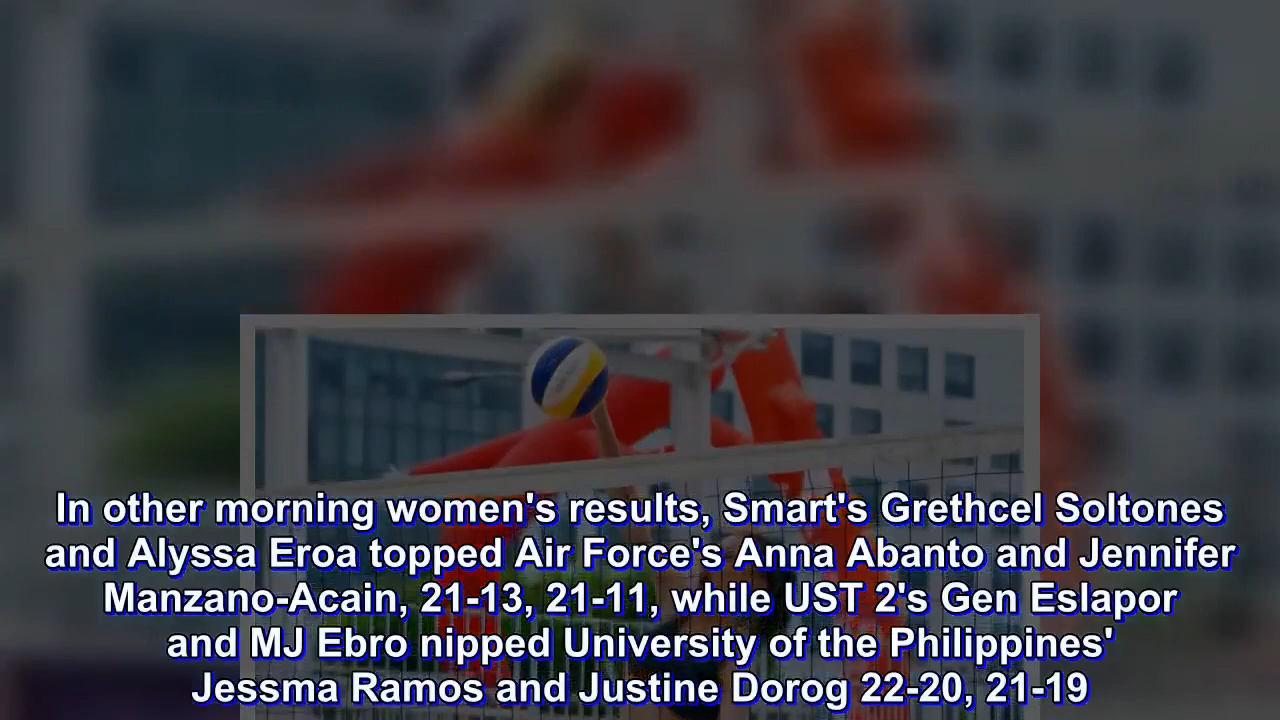 In other morning women's results, Smart's Grethcel Soltones
and Alyssa Eroa topped Air Force's Anna Abanto and Jennifer
Manzano-Acain, 21-13, 21-11, while UST 2's Gen Eslapor
and MJ Ebro nipped University of the Philippines'
Jessma Ramos and Justine Dorog 22-20, 21-19